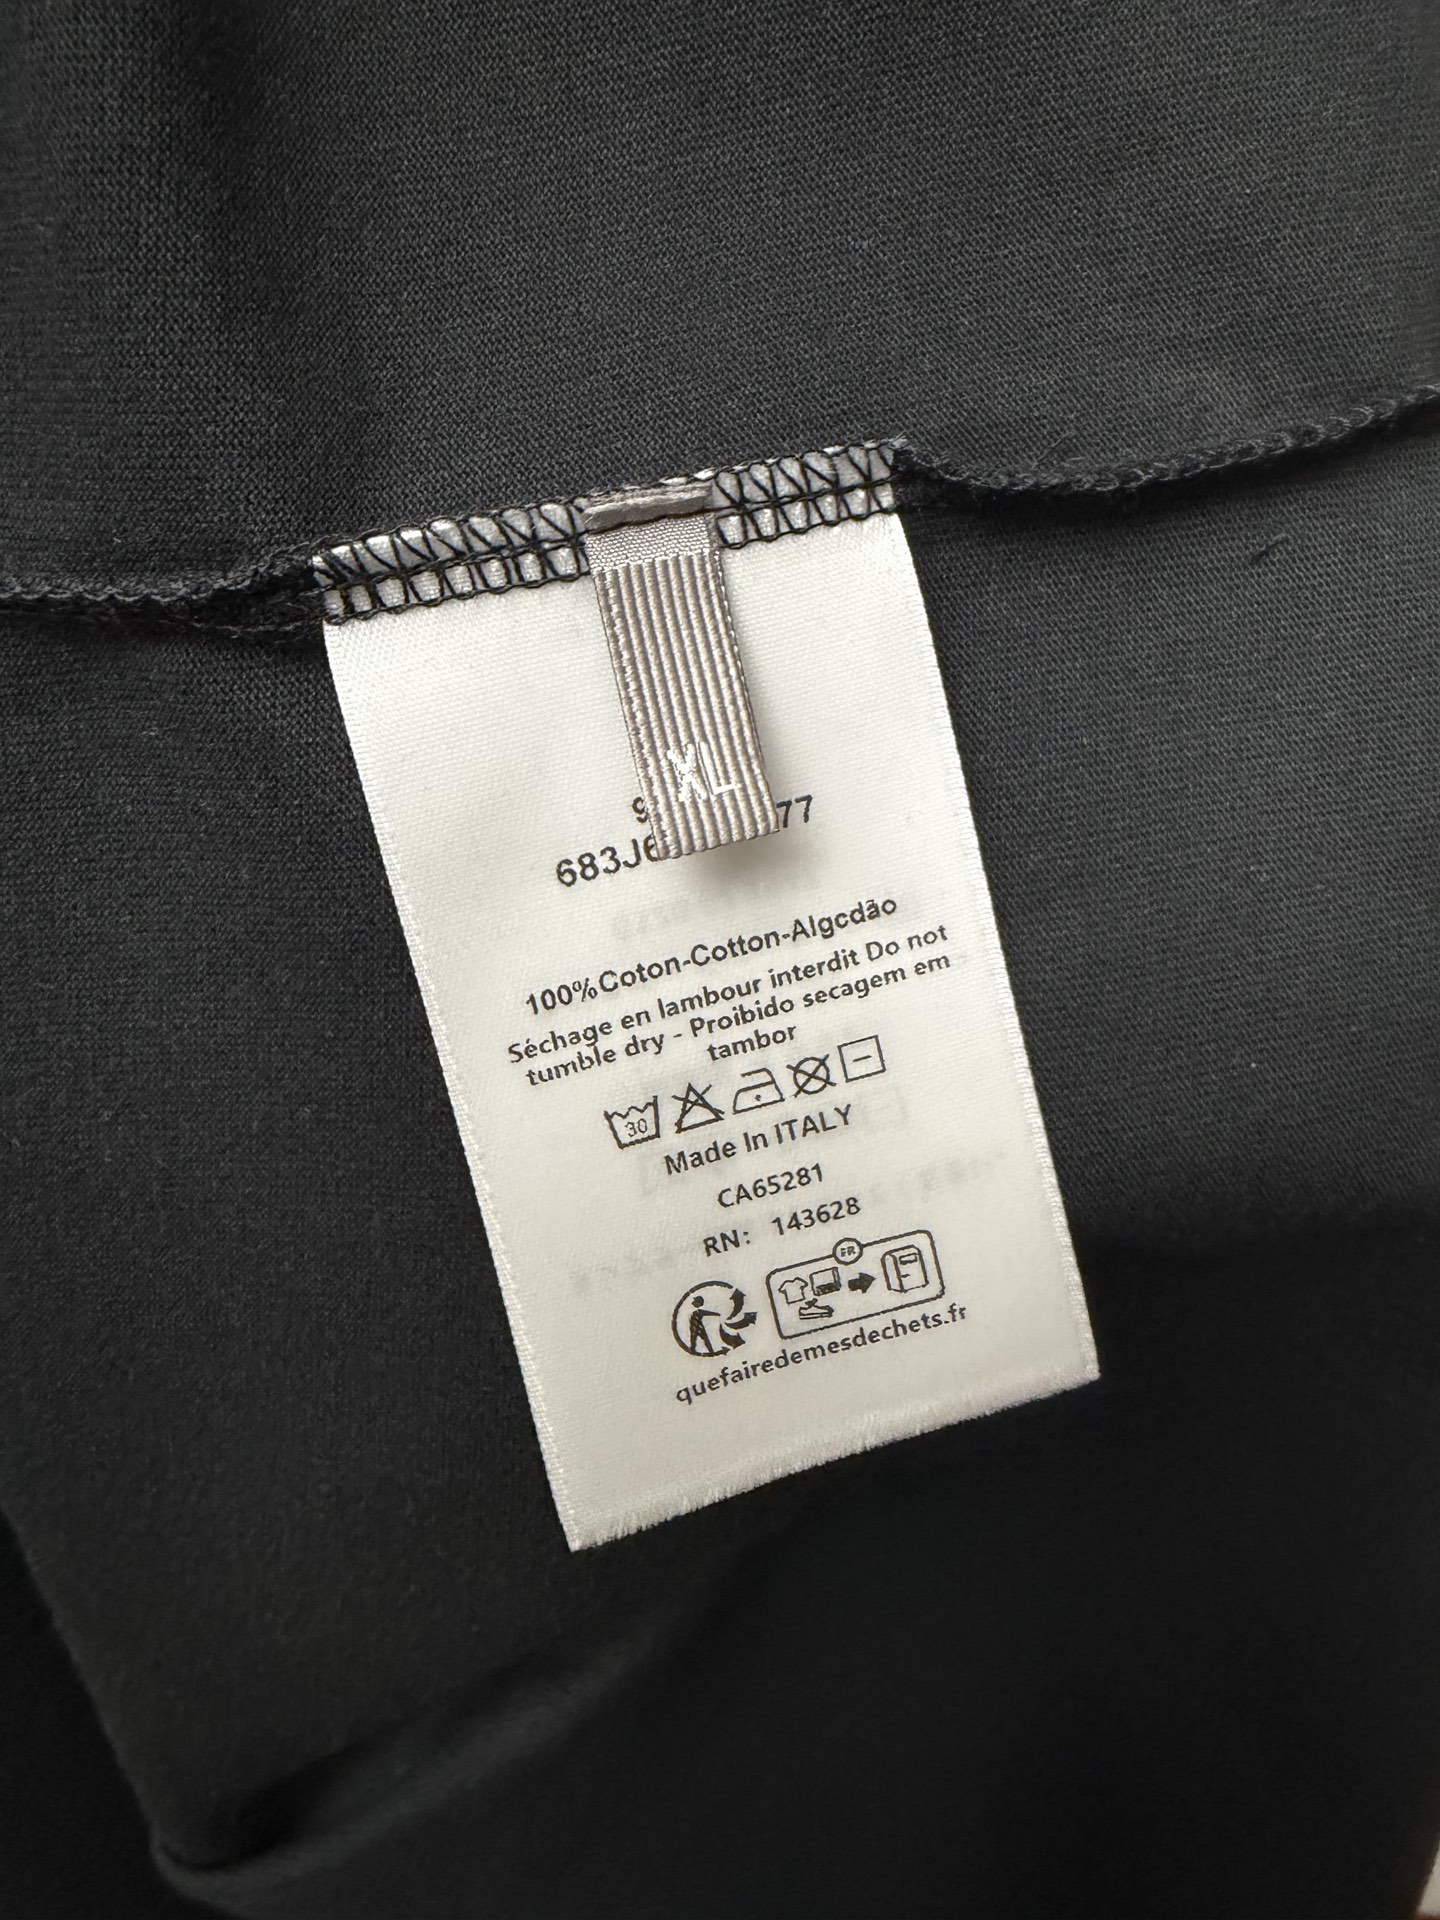 XL
683J6
77
100%Coton-Cotton-Algcdão
Séchage en lambour interdit Do not
tumble dry - Proibido secagem em
tambor
30
Made In ITALY
CA65281
RN: 143628
FR
quefairedemesdechets.fr